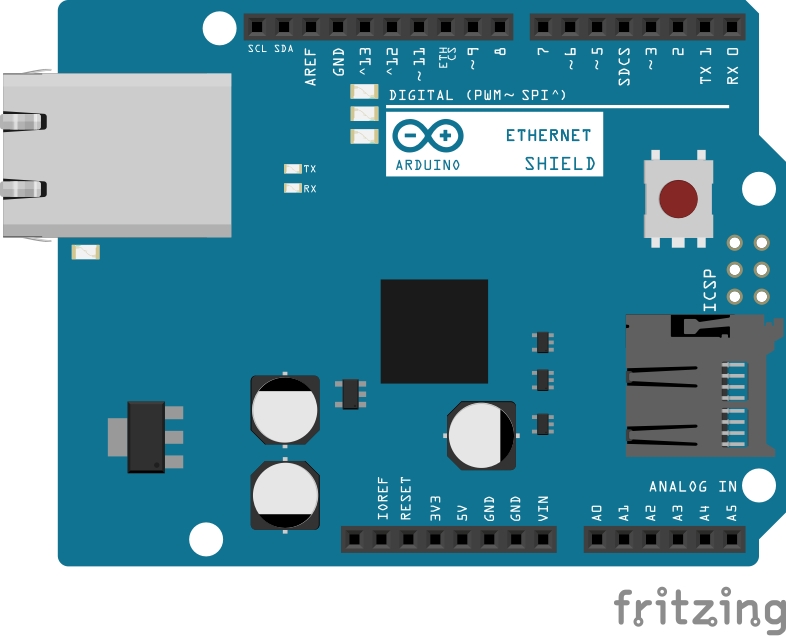 SCL SDA AREF GND ^13 ^12 ~11 ETH CS ~9 8 7 ~6 ~5 SDCS ~3 2 TX 1 RX 0
DIGITAL (PWM~ SPI^)
ARDUINO
ETHERNET
SHIELD
TX
RX
ICSP
ANALOG IN
IOREF RESET 3V3 5V GND GND VIN A0 A1 A2 A3 A4 A5
fritzing